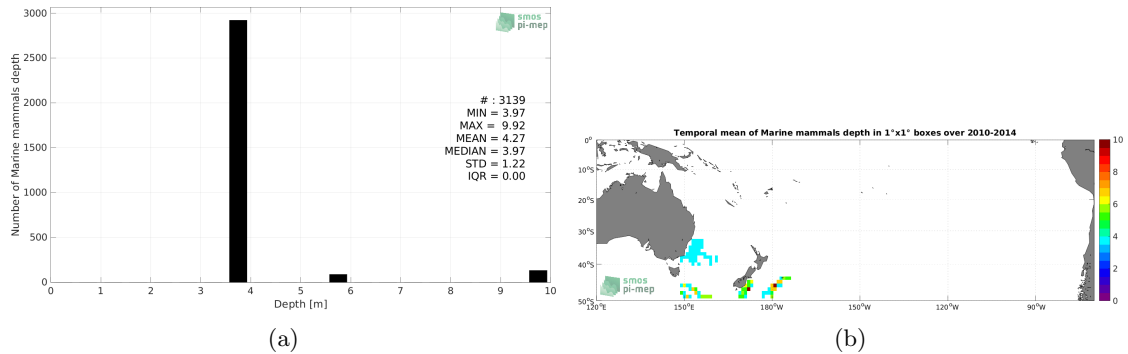 smos
pi-mep
Number of Marine mammals depth
3000
2500
2000
1500
1000
500
0
# : 3139
MIN = 3.97
MAX = 9.92
MEAN = 4.27
MEDIAN = 3.97
STD = 1.22
IQR = 0.00
0 1 2 3 4 5 6 7 8 9 10
Depth [m]
(a)
Temporal mean of Marine mammals depth in 1°x1° boxes over 2010-2014
0°
10°S
20°S
30°S
40°S
50°S
smos
pi-mep
120°E 150°E 180°W 150°W 120°W 90°W
10
8
6
4
2
0
(b)